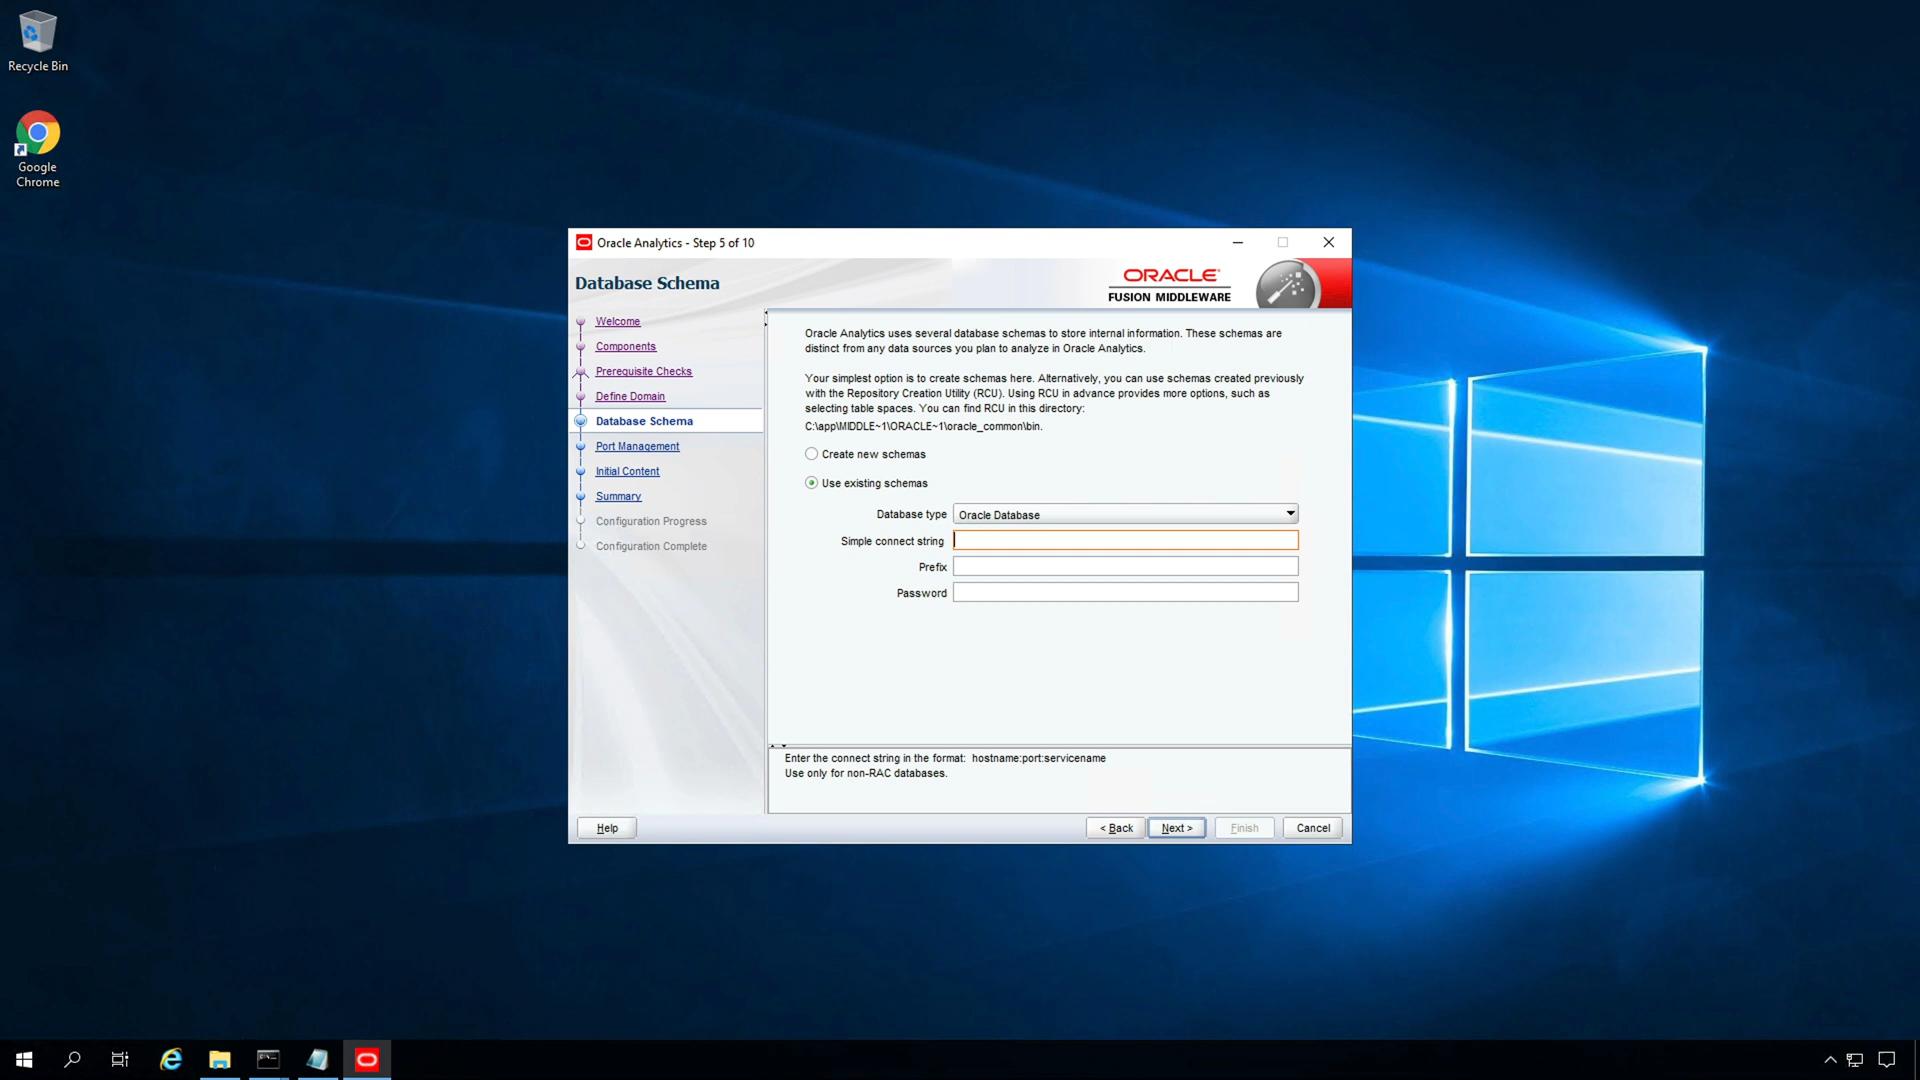 Recycle Bin
Google
Chrome
Oracle Analytics - Step 5 of 10
Database Schema
ORACLE
FUSION MIDDLEWARE
Welcome
Components
Prerequisite Checks
Define Domain
Database Schema
Port Management
Initial Content
Summary
Configuration Progress
Configuration Complete
Oracle Analytics uses several database schemas to store internal information. These schemas are
distinct from any data sources you plan to analyze in Oracle Analytics.
Your simplest option is to create schemas here. Alternatively, you can use schemas created previously
with the Repository Creation Utility (RCU). Using RCU in advance provides more options, such as
selecting table spaces. You can find RCU in this directory:
C:\app\MIDDLE~1\ORACLE~1\oracle_common\bin.
Create new schemas
Use existing schemas
Database type Oracle Database
Simple connect string
Prefix
Password
Enter the connect string in the format: hostname:port:servicename
Use only for non-RAC databases.
Help < Back Next > Finish Cancel